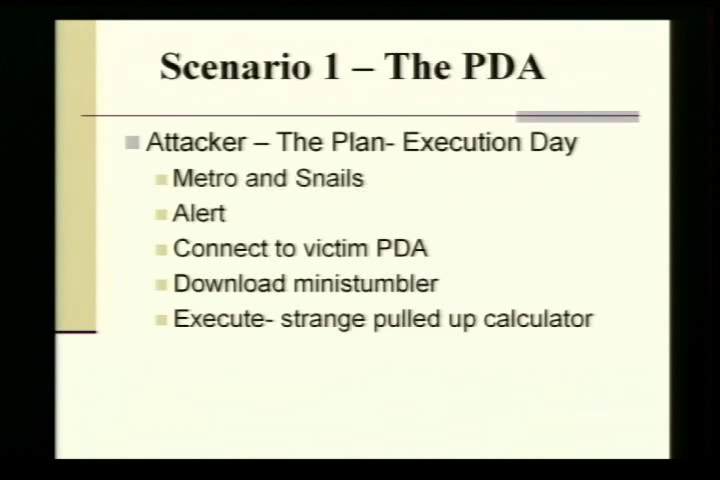 Scenario 1 – The PDA
Attacker – The Plan- Execution Day
Metro and Snails
Alert
Connect to victim PDA
Download ministumbler
Execute- strange pulled up calculator